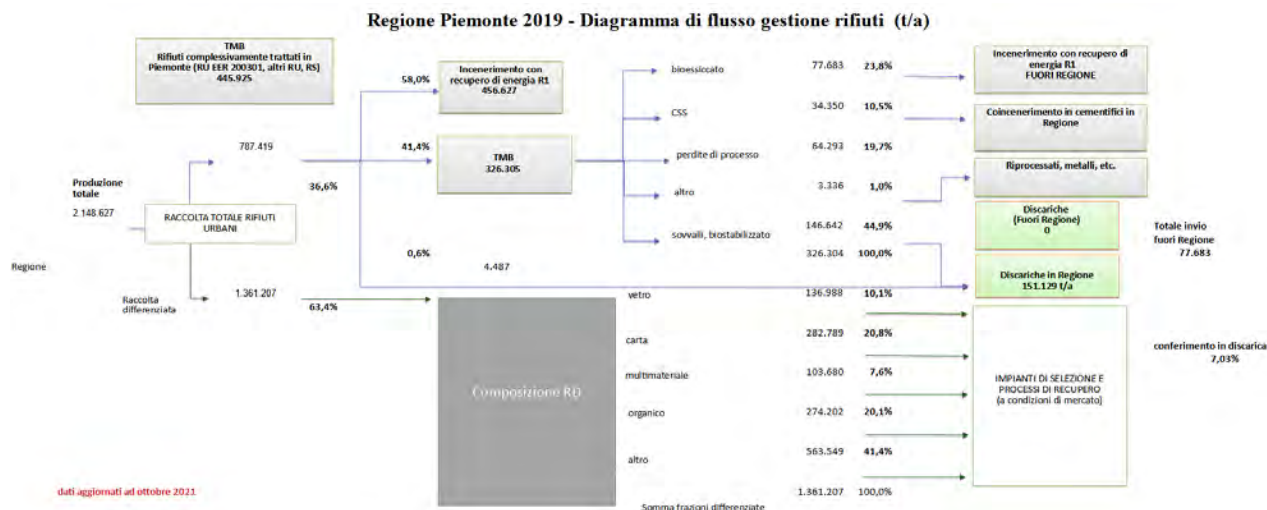 Regione Piemonte 2019 - Diagramma di flusso gestione rifiuti (t/a)
TMB
Rifiuti complessivamente trattati in
Piemonte (RU EER 200301, altri RU, RS)
445.925
58,0%
Incenerimento con
recupero di energia R1
456.627
bioessiccato
77.683
23,8%
Incenerimento con recupero di
energia R1
FUORI REGIONE
CSS
34.350
10,5%
Coincenerimento in cementifici in
Regione
787.419
41,4%
TMB
326.305
perdite di processo
64.293
19,7%
Riprocessati, metalli, etc.
36,6%
altro
3.336
1,0%
Produzione
totale
2.148.627
RACCOLTA TOTALE RIFIUTI
URBANI
sovvalli, biostabilizzato
146.642
44,9%
326.304
100,0%
Discariche
(Fuori Regione)
0
Totale invio
fuori Regione
77.683
Regione
0,6%
4.487
Discariche in Regione
151.129 t/a
Raccolta
differenziata
1.361.207
63,4%
vetro
136.988
10,1%
carta
282.789
20,8%
multimateriale
103.680
7,6%
organico
274.202
20,1%
altro
563.549
41,4%
Composizione RD
IMPIANTI DI SELEZIONE E
PROCESSI DI RECUPERO
(a condizioni di mercato)
conferimento in discarica
7,03%
dati aggiornati ad ottobre 2021
1.361.207
100,0%
Somma frazioni differenziate